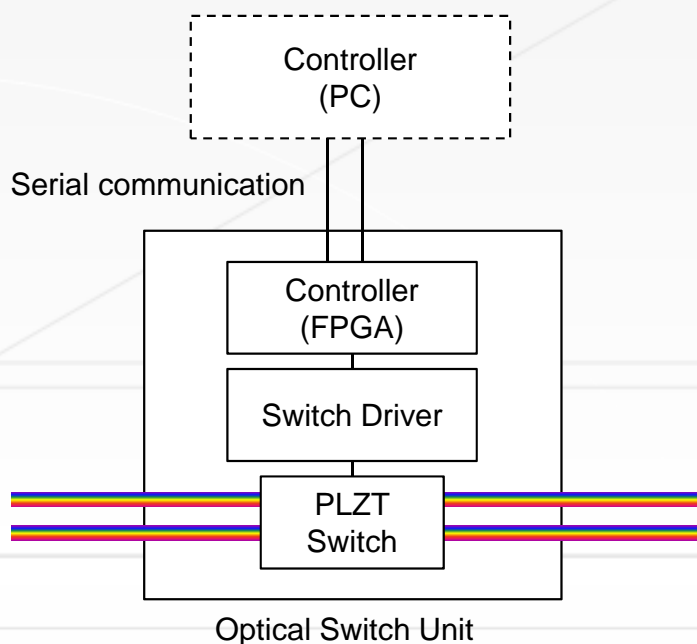 Controller
(PC)
Serial communication
Controller
(FPGA)
Switch Driver
PLZT
Switch
Optical Switch Unit